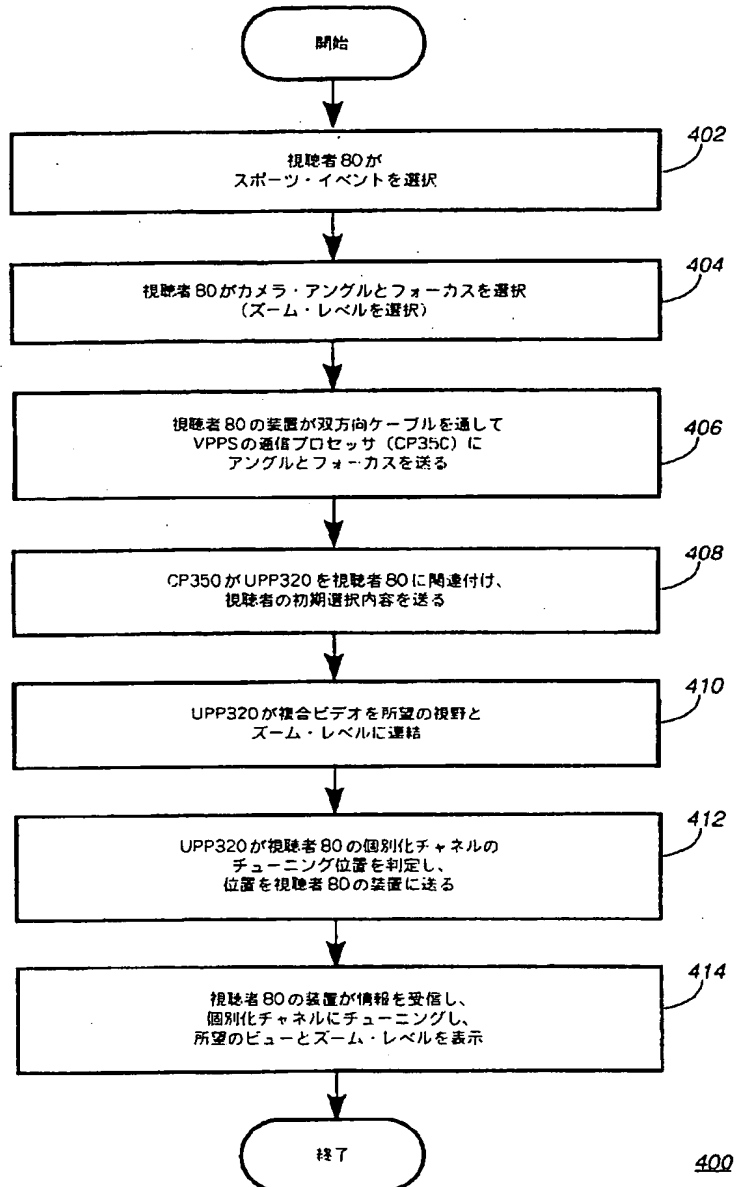 開始
402
視聴者80が
スポーツ・イベントを選択
404
視聴者80がカメラ・アングルとフォーカスを選択
(ズーム・レベルを選択)
406
視聴者80の装置が双方向ケーブルを通して
VPPSの通信プロセッサ(CP35C)に
アングルとフォーカスを送る
408
CP350がUPP320を視聴者80に関連付け、
視聴者の初期選択内容を送る
410
UPP320が複合ビデオを所望の視野と
ズーム・レベルに連結
412
UPP320が視聴者80の個別化チャネルの
チューニング位置を判定し、
位置を視聴者80の装置に送る
414
視聴者80の装置が情報を受信し、
個別化チャネルにチューニングし、
所望のビューとズーム・レベルを表示
終了
400